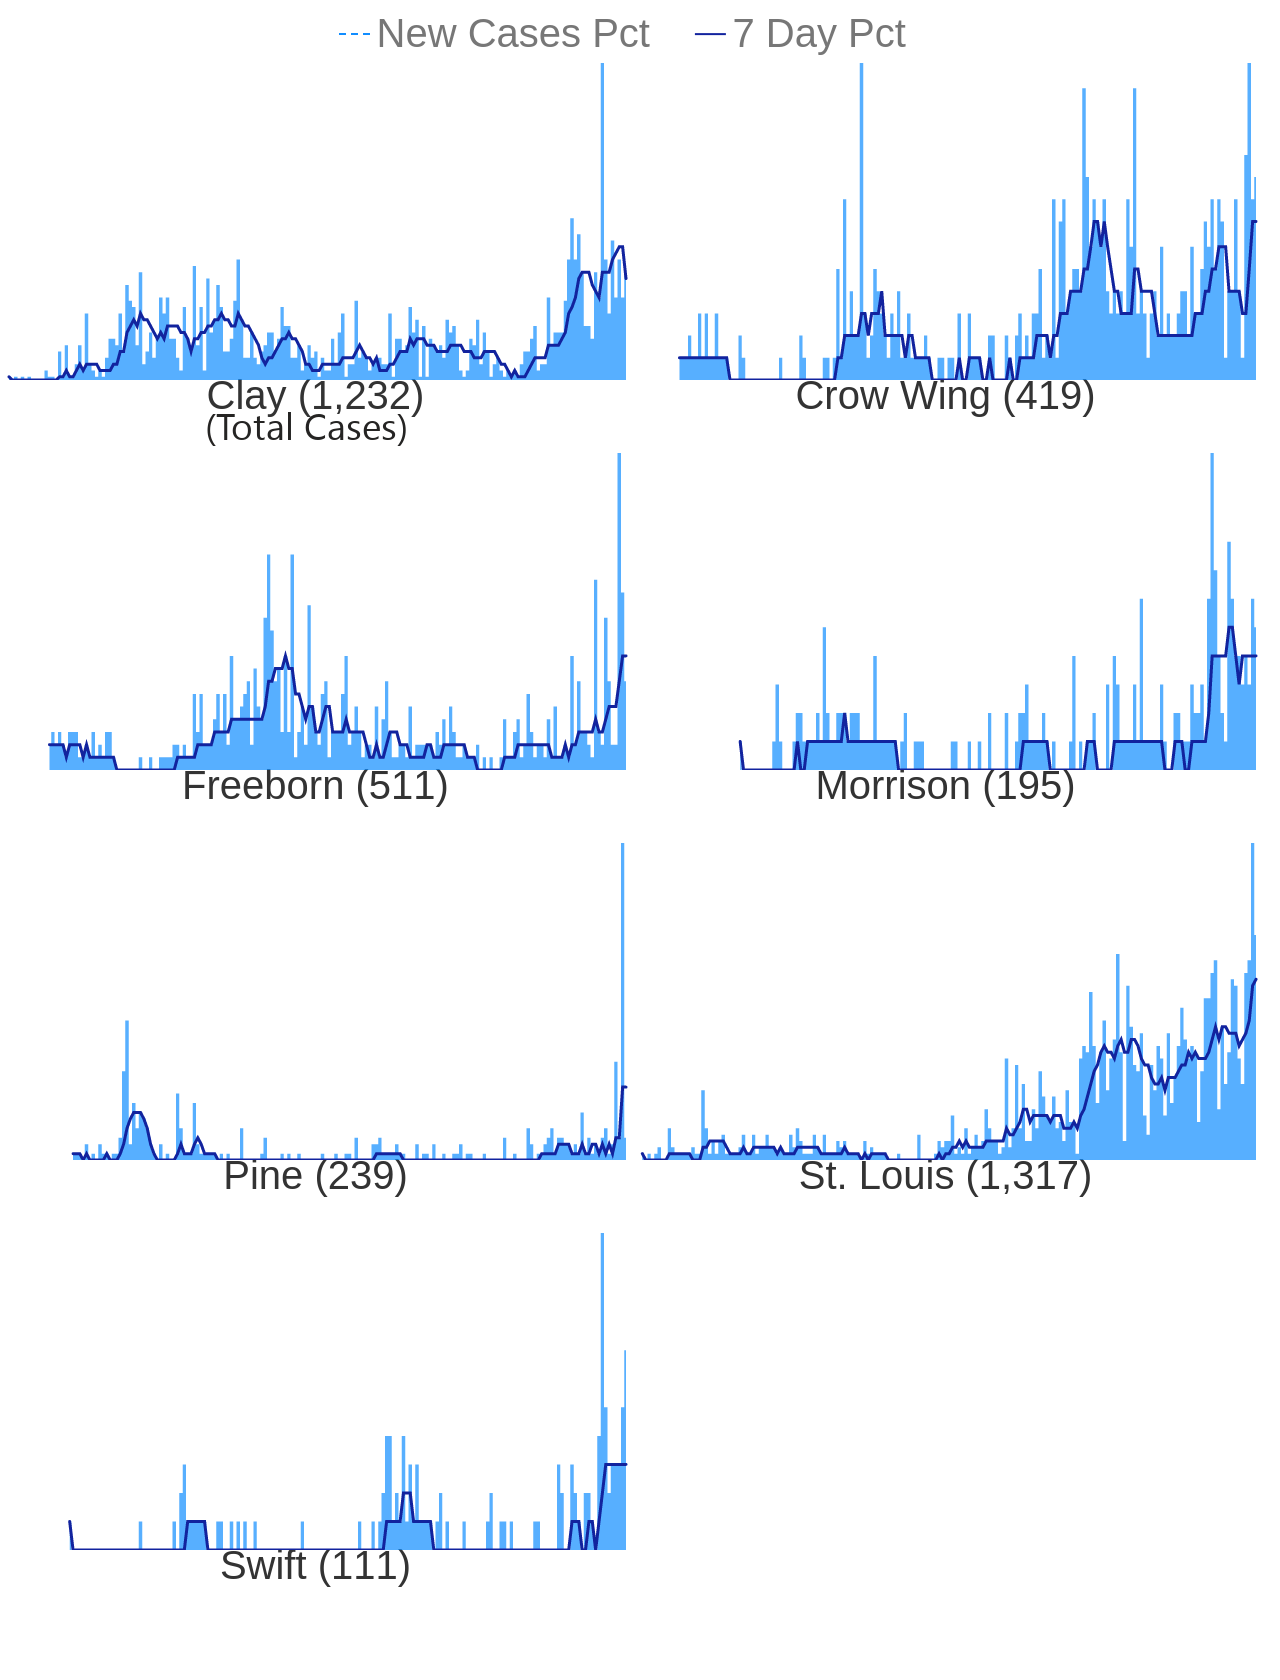 New Cases Pct 7 Day Pct
Clay (1,232)
(Total Cases)
Crow Wing (419)
Freeborn (511)
Morrison (195)
Pine (239)
St. Louis (1,317)
Swift (111)